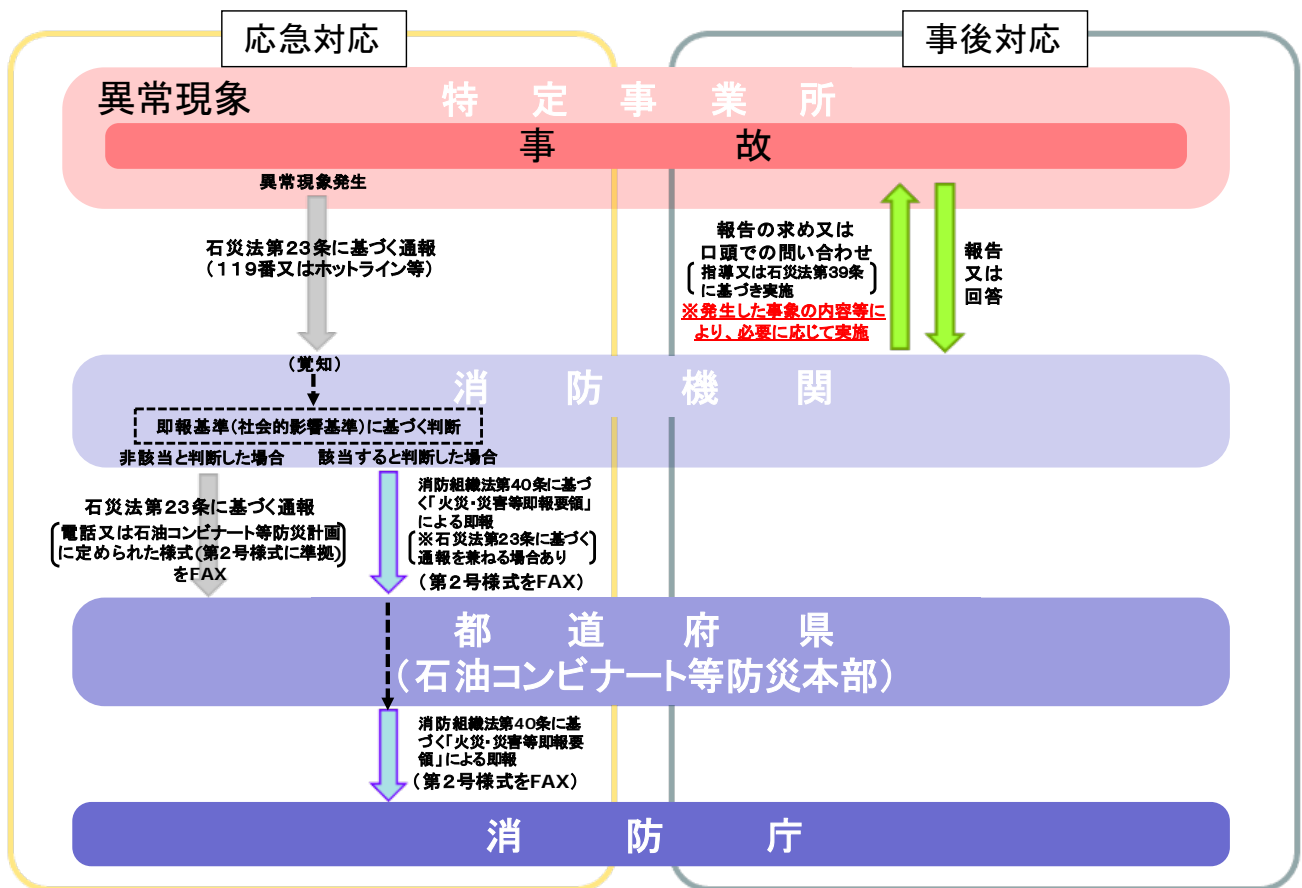 応急対応
事後対応
異常現象
特定事業所
事故
異常現象発生
石災法第23条に基づく通報
(119番又はホットライン等)
報告の求め又は
口頭での問い合わせ
指導又は石災法第39条
に基づき実施
※発生した事象の内容等に
より、必要に応じて実施
報告
又は
回答
(覚知)
消防機関
即報基準(社会的影響基準)に基づく判断
非該当と判断した場合
該当すると判断した場合
石災法第23条に基づく通報
電話又は石油コンビナート等防災計画
に定められた様式(第2号様式に準拠)
をFAX
消防組織法第40条に基づ
く「火災・災害等即報要領」
による即報
※石災法第23条に基づく
通報を兼ねる場合あり
(第2号様式をFAX)
都道府県
(石油コンビナート等防災本部)
消防組織法第40条に基
づく「火災・災害等即報要
領」による即報
(第2号様式をFAX)
消防庁